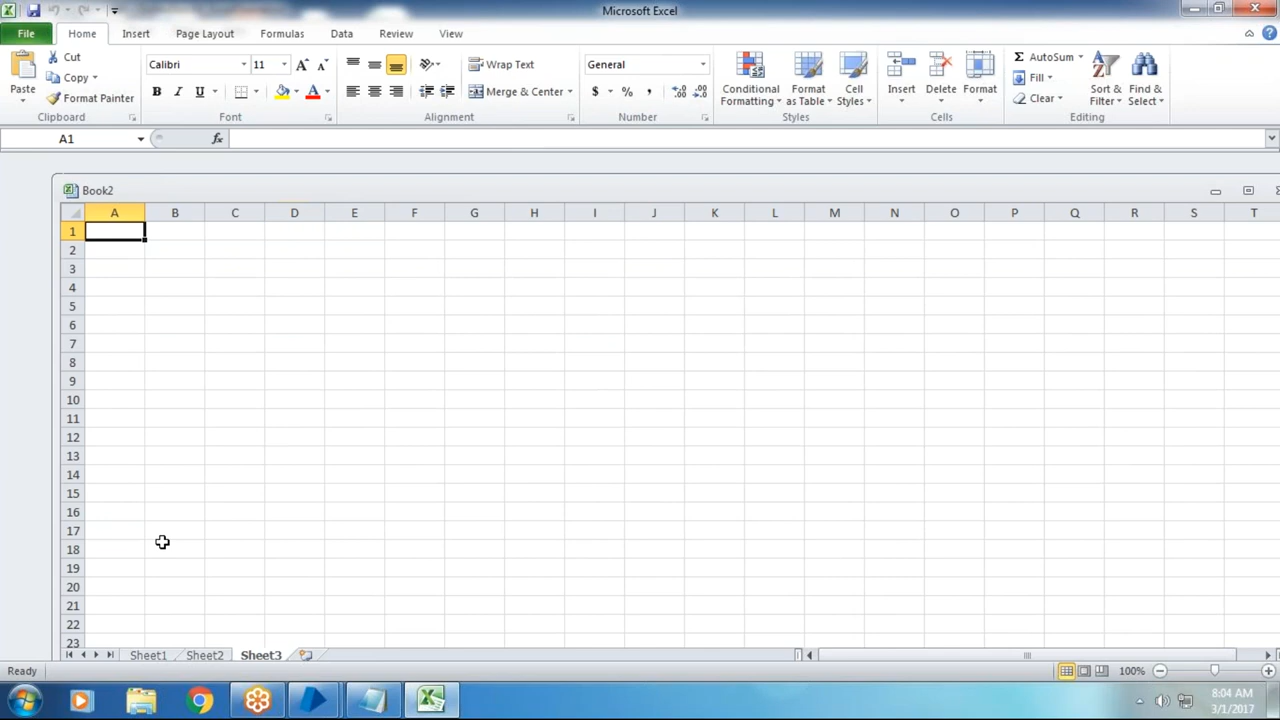 Microsoft Excel
File Home Insert Page Layout Formulas Data Review View
Cut
Copy
Format Painter
Paste
Clipboard
Calibri 11
B I U
Font
Wrap Text
Merge & Center
Alignment
General
$ % ,
Number
Conditional Formatting
Format as Table
Cell Styles
Styles
Insert Delete Format
Cells
Σ AutoSum
Fill
Clear
Sort & Filter
Find & Select
Editing
A1 fx
Book2
A B C D E F G H I J K L M N O P Q R S T
1
2
3
4
5
6
7
8
9
10
11
12
13
14
15
16
17
18
19
20
21
22
23
Sheet1 Sheet2 Sheet3
Ready 100%
8:04 AM
3/1/2017